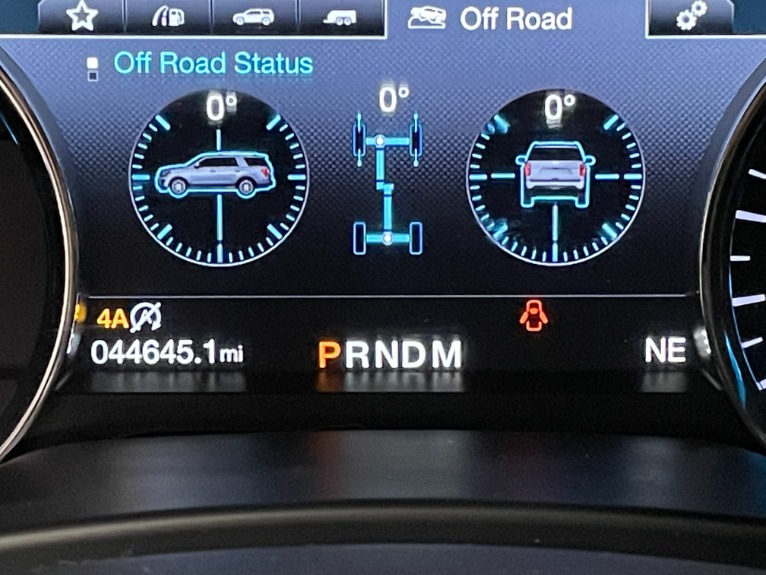 Off Road
Off Road Status
0°
0°
0°
4A
044645.1mi
PRNDM
NE